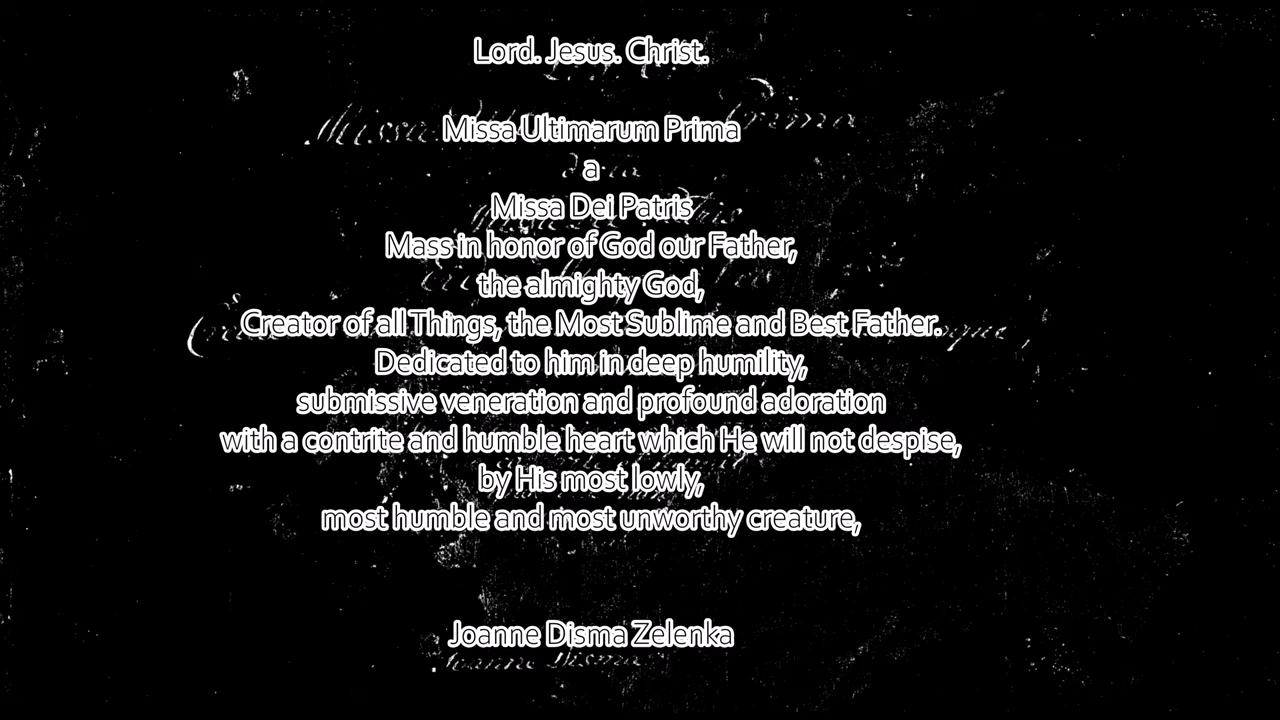 Lord. Jesus. Christ.
Missa Ultimarum Prima
a
Missa Dei Patris
Mass in honor of God our Father,
the almighty God,
Creator of all Things, the Most Sublime and Best Father.
Dedicated to him in deep humility,
submissive veneration and profound adoration
with a contrite and humble heart which He will not despise,
by His most lowly,
most humble and most unworthy creature,
Joanne Disma Zelenka
Joanne Disma